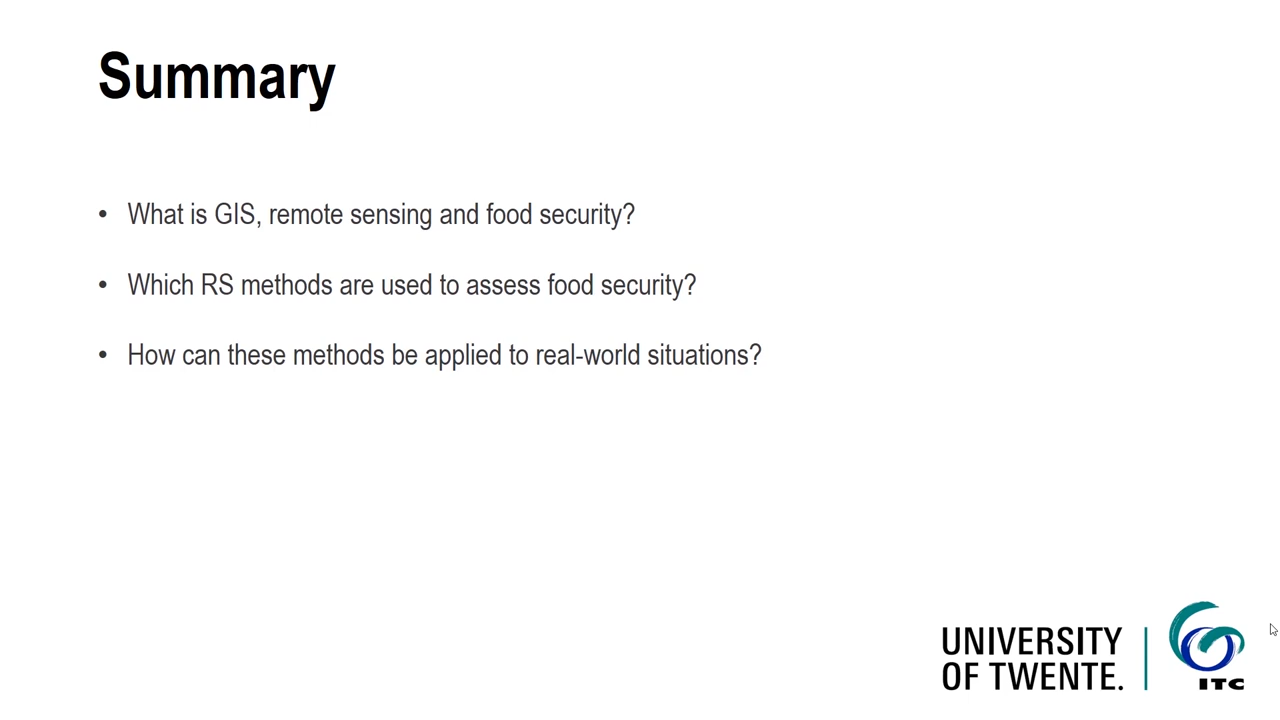 Summary
• What is GIS, remote sensing and food security?
• Which RS methods are used to assess food security?
• How can these methods be applied to real-world situations?
UNIVERSITY
OF TWENTE.
ITC